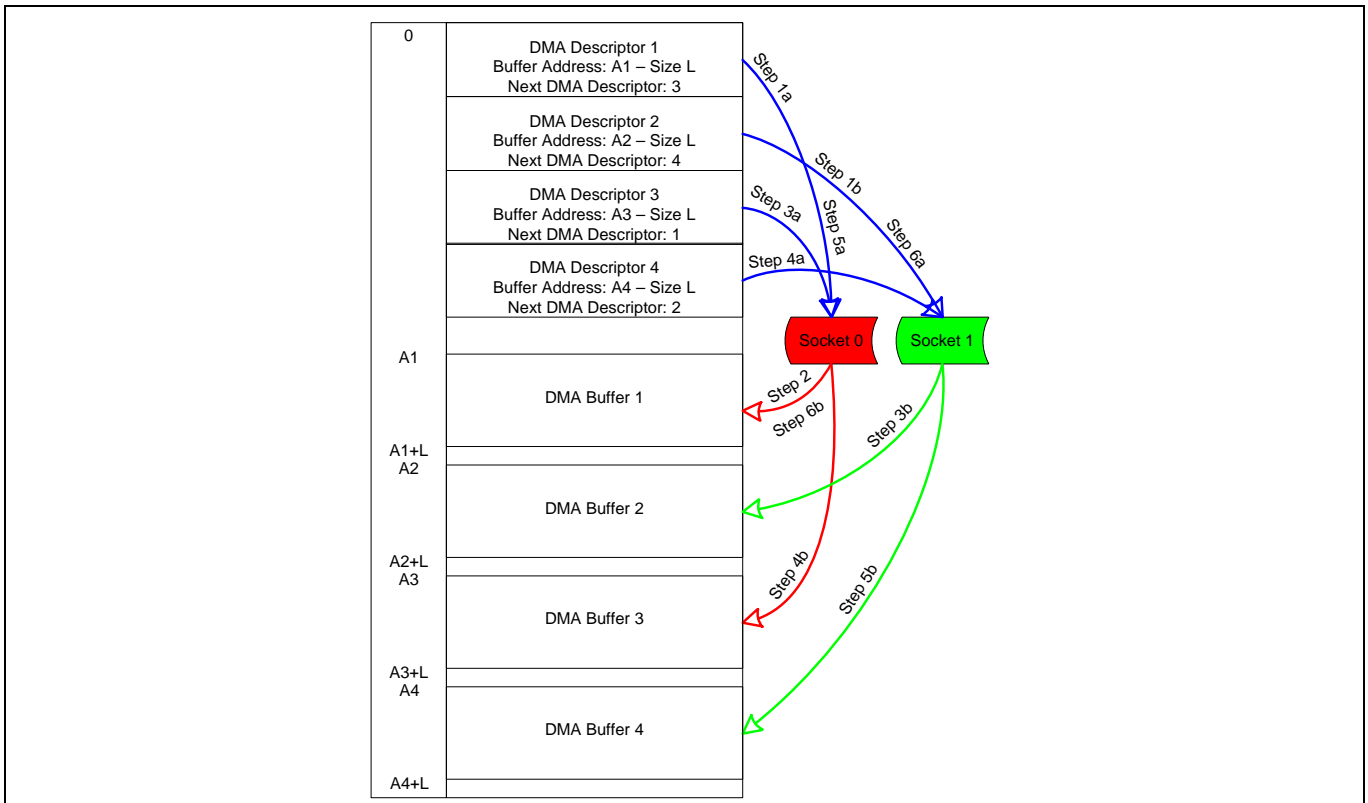 0
DMA Descriptor 1
Buffer Address: A1 – Size L
Next DMA Descriptor: 3
DMA Descriptor 2
Buffer Address: A2 – Size L
Next DMA Descriptor: 4
DMA Descriptor 3
Buffer Address: A3 – Size L
Next DMA Descriptor: 1
DMA Descriptor 4
Buffer Address: A4 – Size L
Next DMA Descriptor: 2
Step 1a
Step 1b
Step 3a
Step 5a
Step 6a
Step 4a
Socket 0
Socket 1
A1
DMA Buffer 1
Step 2
Step 6b
Step 3b
A1+L
A2
DMA Buffer 2
A2+L
A3
Step 4b
Step 5b
DMA Buffer 3
A3+L
A4
DMA Buffer 4
A4+L